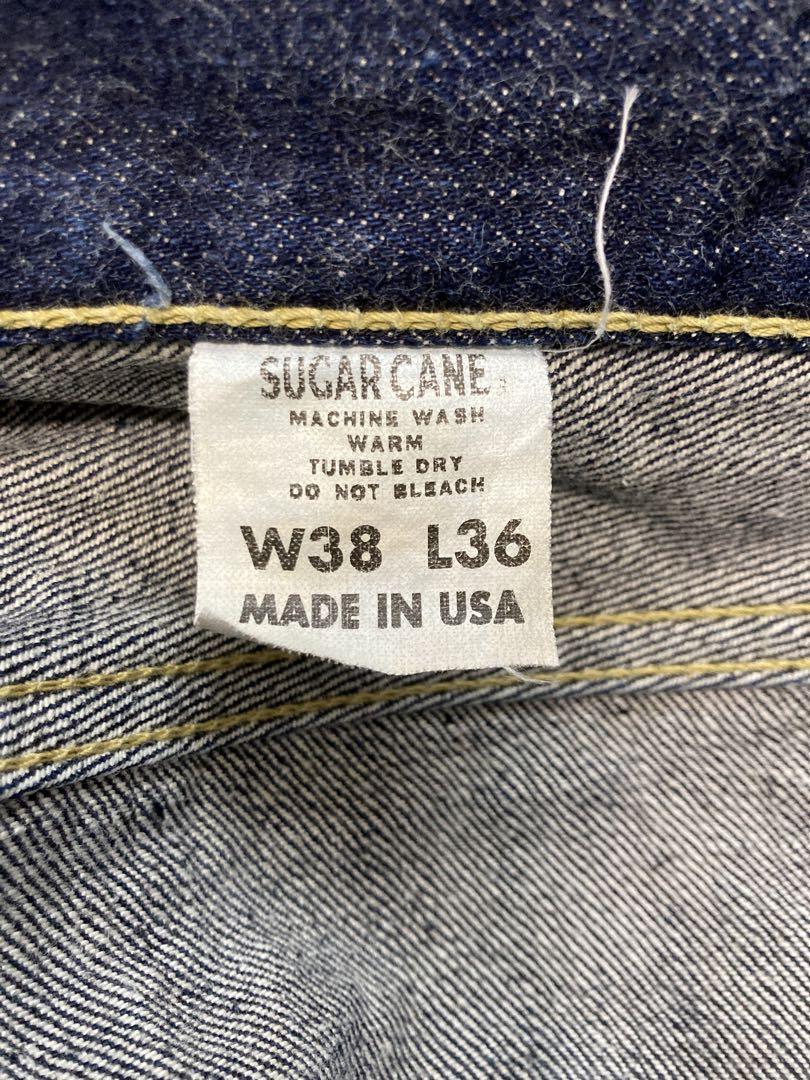 SUGAR CANE
MACHINE WASH
WARM
TUMBLE DRY
DO NOT BLEACH
W38 L36
MADE IN USA